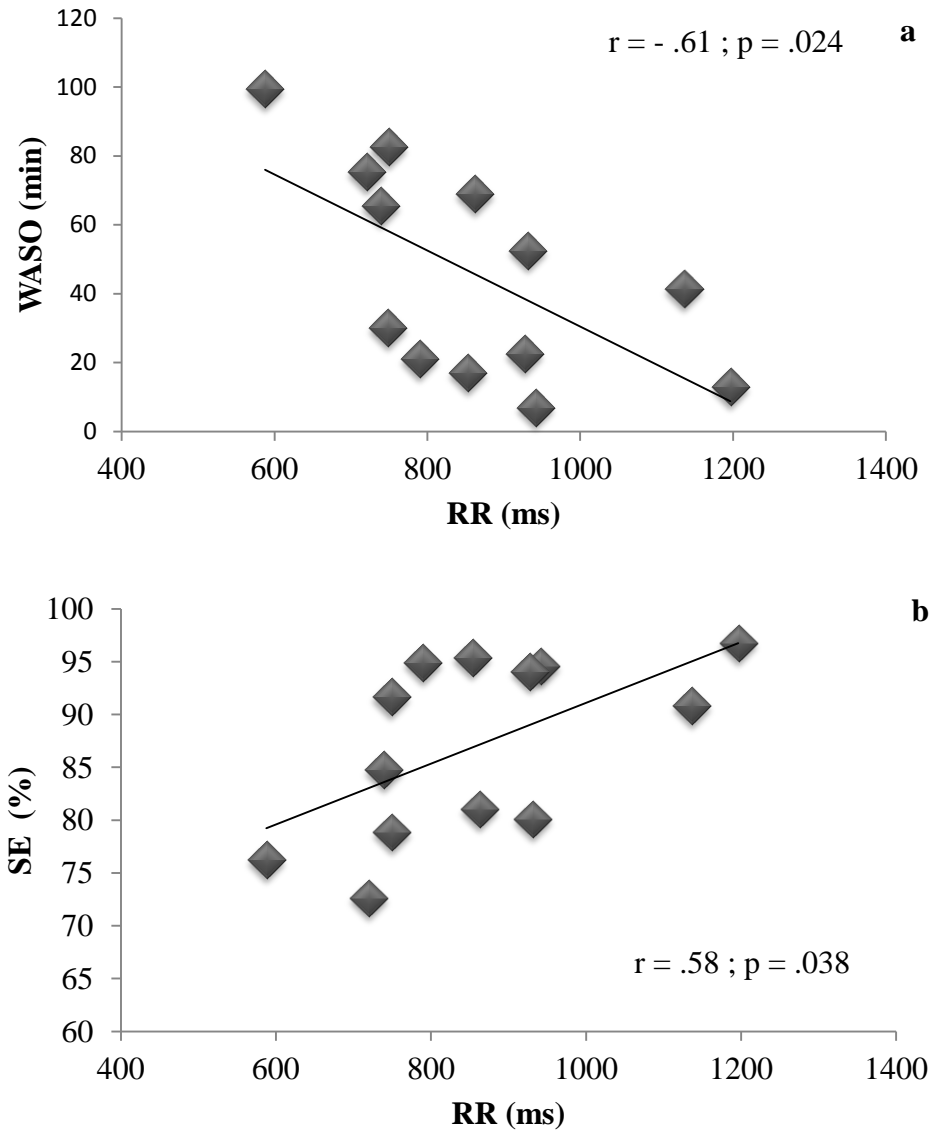 120
r = - .61 ; p = .024
a
100
80
60
40
20
0
WASO (min)
400 600 800 1000 1200 1400
RR (ms)
100
b
95
90
85
80
75
70
65
60
SE (%)
r = .58 ; p = .038
400 600 800 1000 1200 1400
RR (ms)